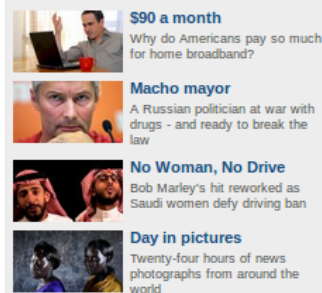 $90 a month
Why do Americans pay so much
for home broadband?
Macho mayor
A Russian politician at war with
drugs - and ready to break the
law
No Woman, No Drive
Bob Marley's hit reworked as
Saudi women defy driving ban
Day in pictures
Twenty-four hours of news
photographs from around the
world